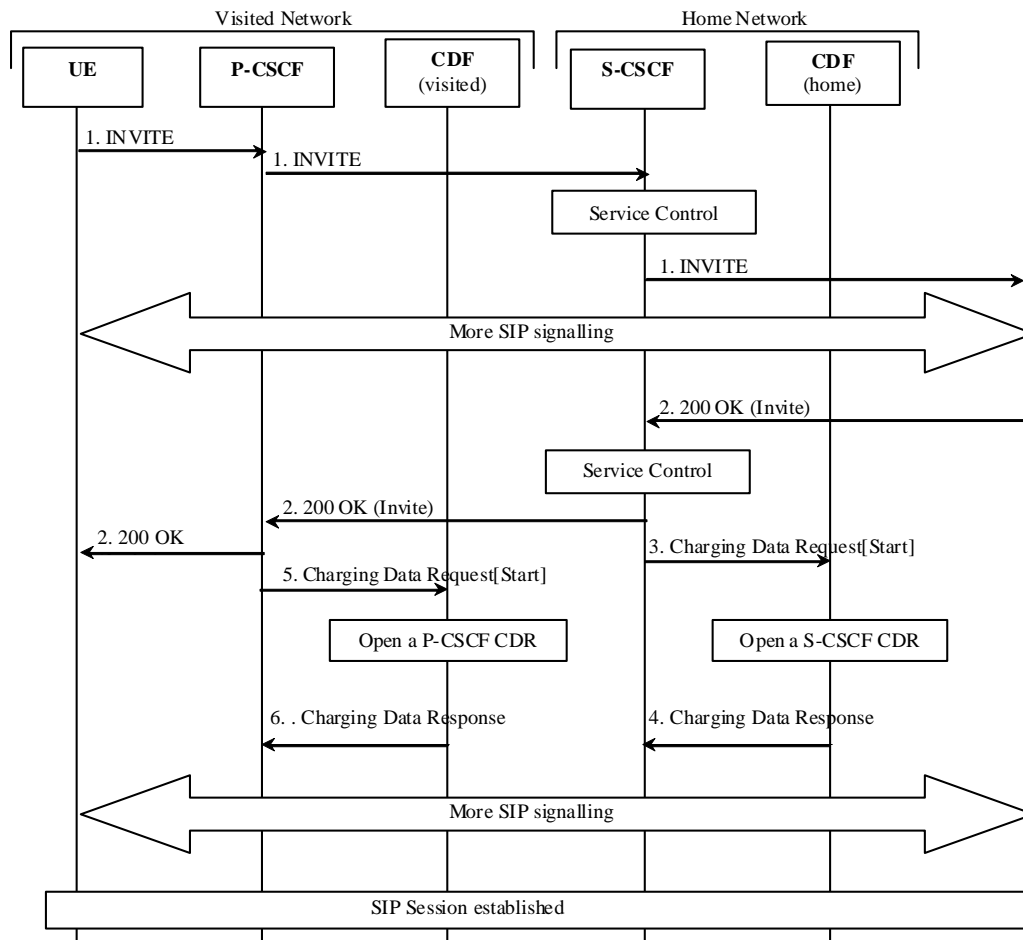 Visited Network
Home Network
UE
P-CSCF
CDF
(visited)
S-CSCF
CDF
(home)
1. INVITE
1. INVITE
Service Control
1. INVITE
More SIP signalling
2. 200 OK (Invite)
Service Control
2. 200 OK (Invite)
2. 200 OK
3. Charging Data Request[Start]
5. Charging Data Request[Start]
Open a P-CSCF CDR
Open a S-CSCF CDR
6. . Charging Data Response
4. Charging Data Response
More SIP signalling
SIP Session established